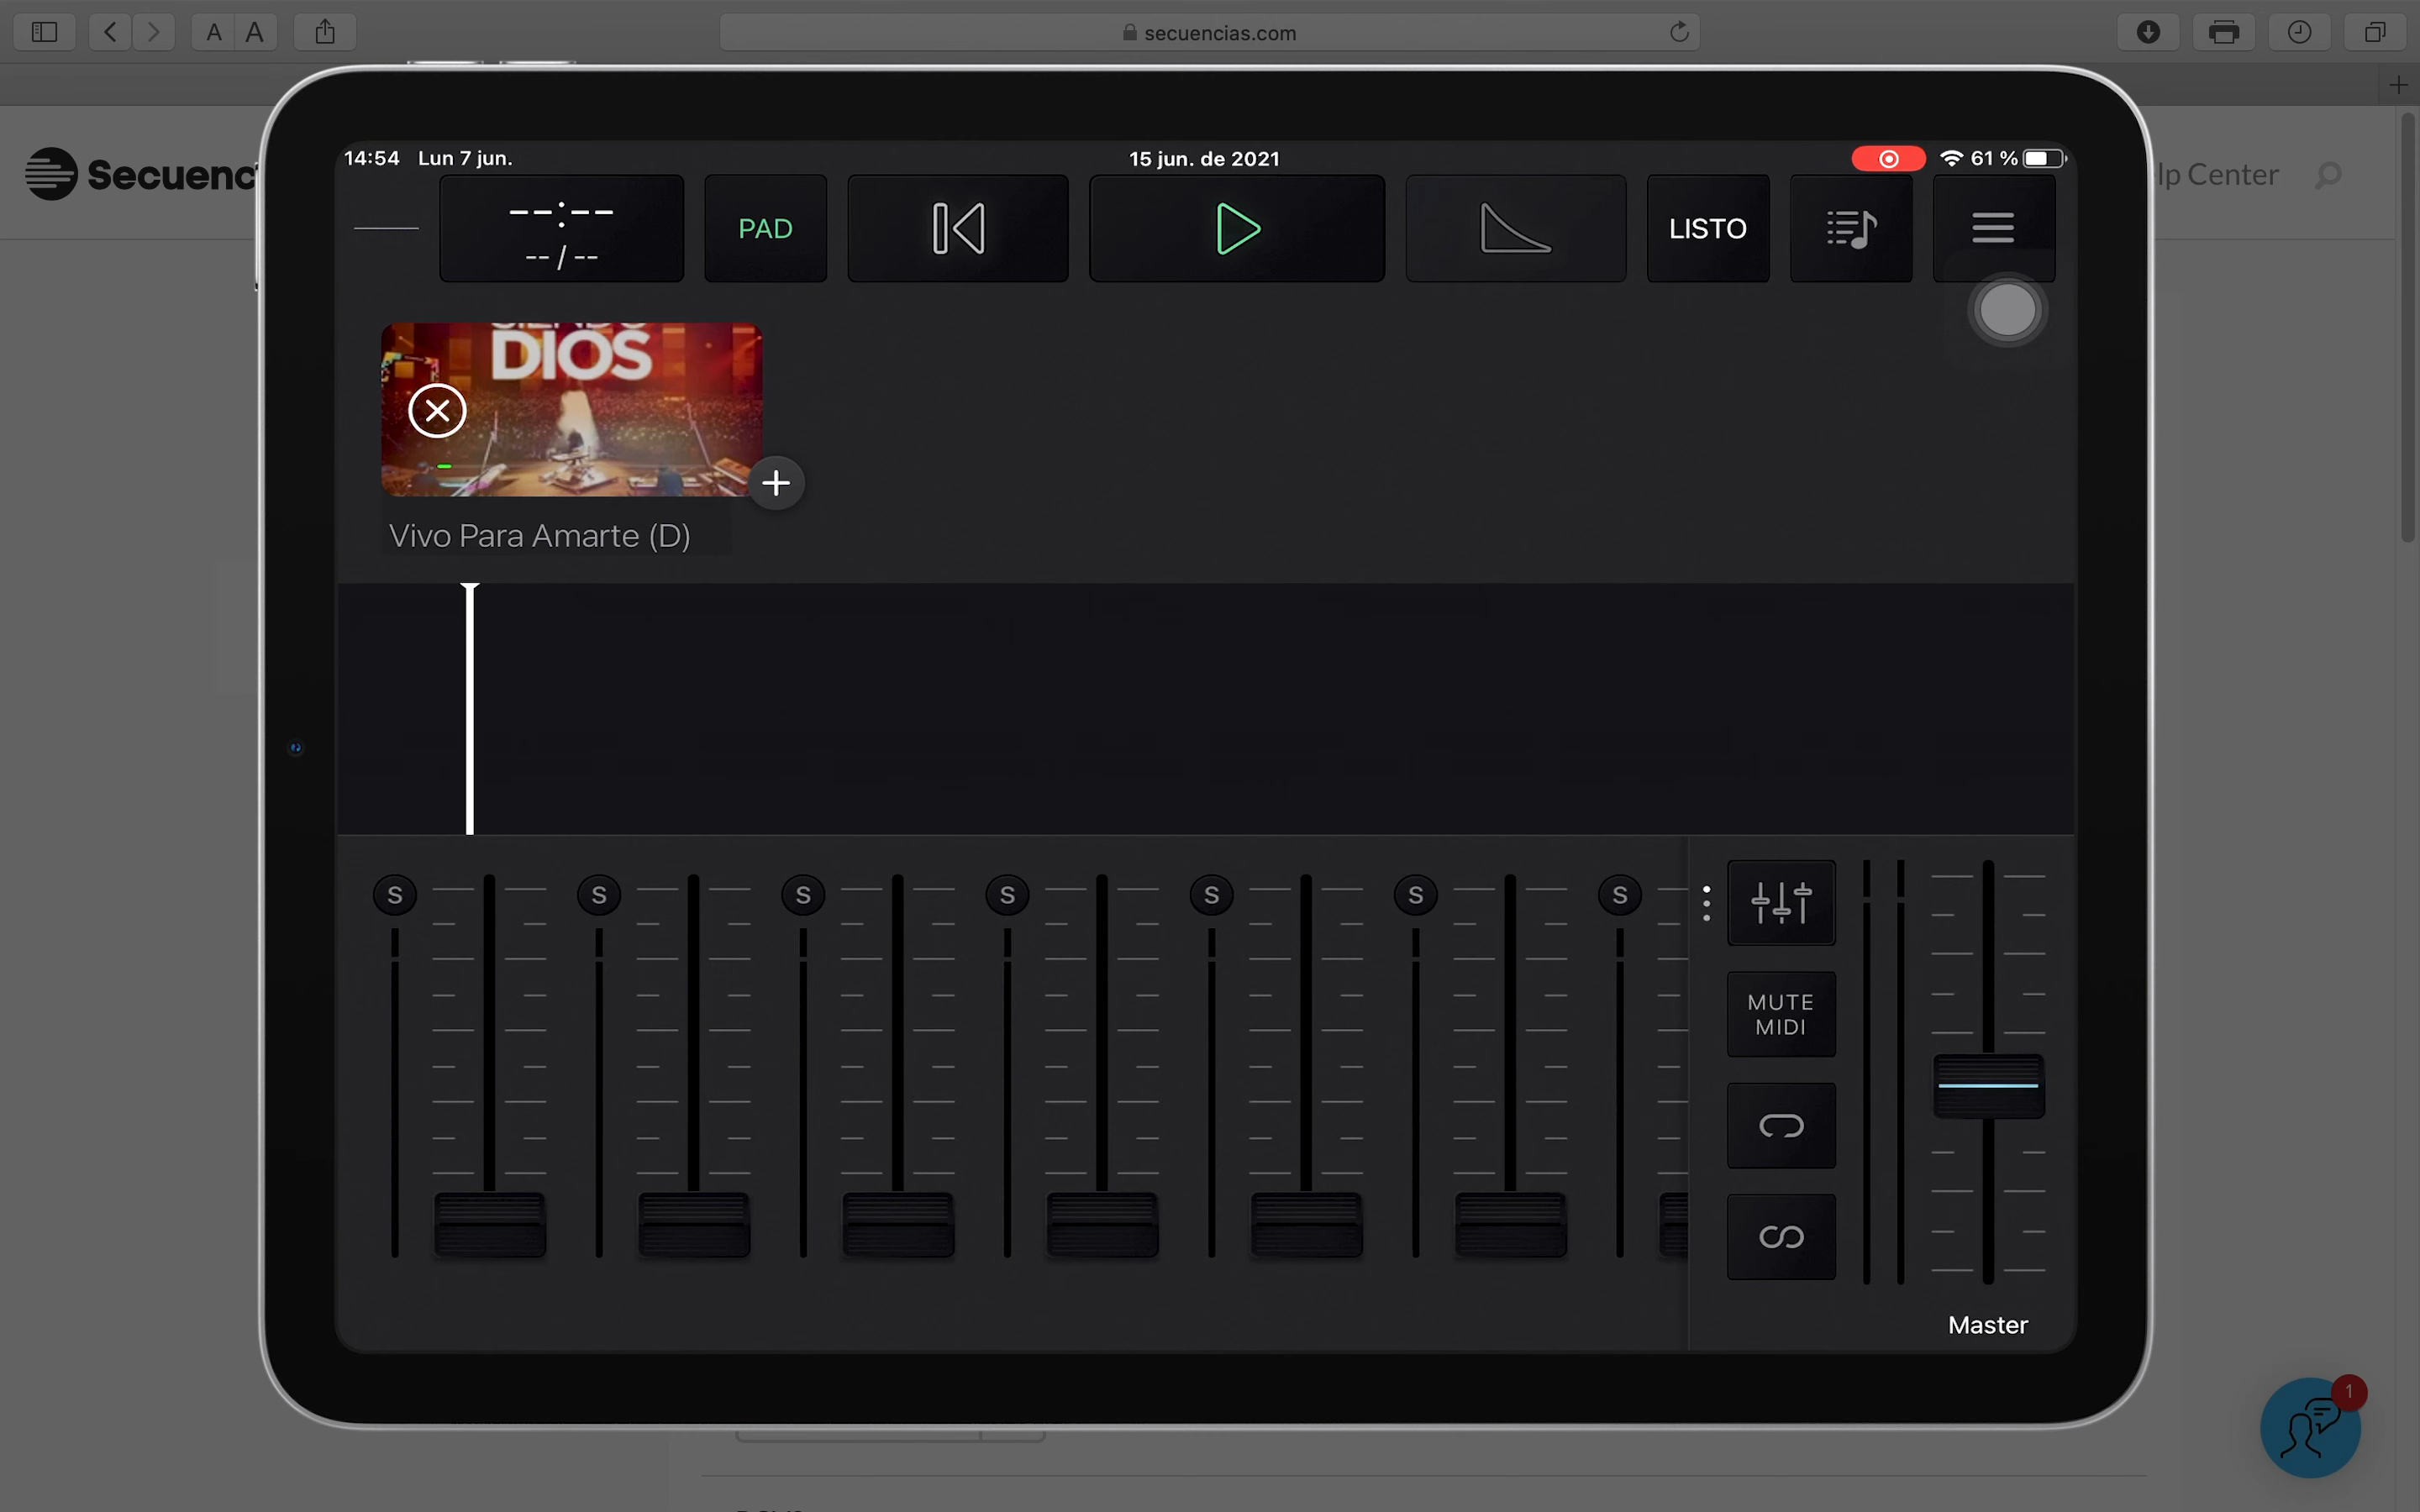 A A
secuencias.com
Secuenc
lp Center
14:54 Lun 7 jun.
15 jun. de 2021
61 %
--:--
-- / --
PAD
LISTO
DIOS
Vivo Para Amarte (D)
S S S S S S S
MUTE
MIDI
Master
1